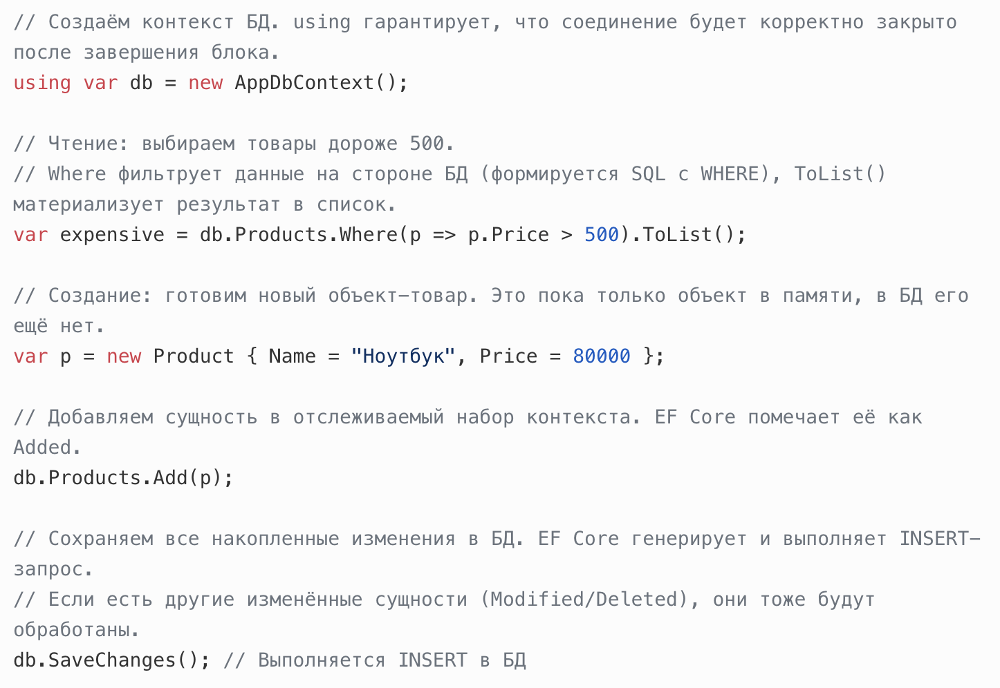 // Создаём контекст БД. using гарантирует, что соединение будет корректно закрыто
после завершения блока.
using var db = new AppDbContext();
// Чтение: выбираем товары дороже 500.
// Where фильтрует данные на стороне БД (формируется SQL с WHERE), ToList()
материализует результат в список.
var expensive = db.Products.Where(p => p.Price > 500).ToList();
// Создание: готовим новый объект-товар. Это пока только объект в памяти, в БД его
ещё нет.
var p = new Product { Name = "Ноутбук", Price = 80000 };
// Добавляем сущность в отслеживаемый набор контекста. EF Core помечает её как
Added.
db.Products.Add(p);
// Сохраняем все накопленные изменения в БД. EF Core генерирует и выполняет INSERT-
запрос.
// Если есть другие изменённые сущности (Modified/Deleted), они тоже будут
обработаны.
db.SaveChanges(); // Выполняется INSERT в БД